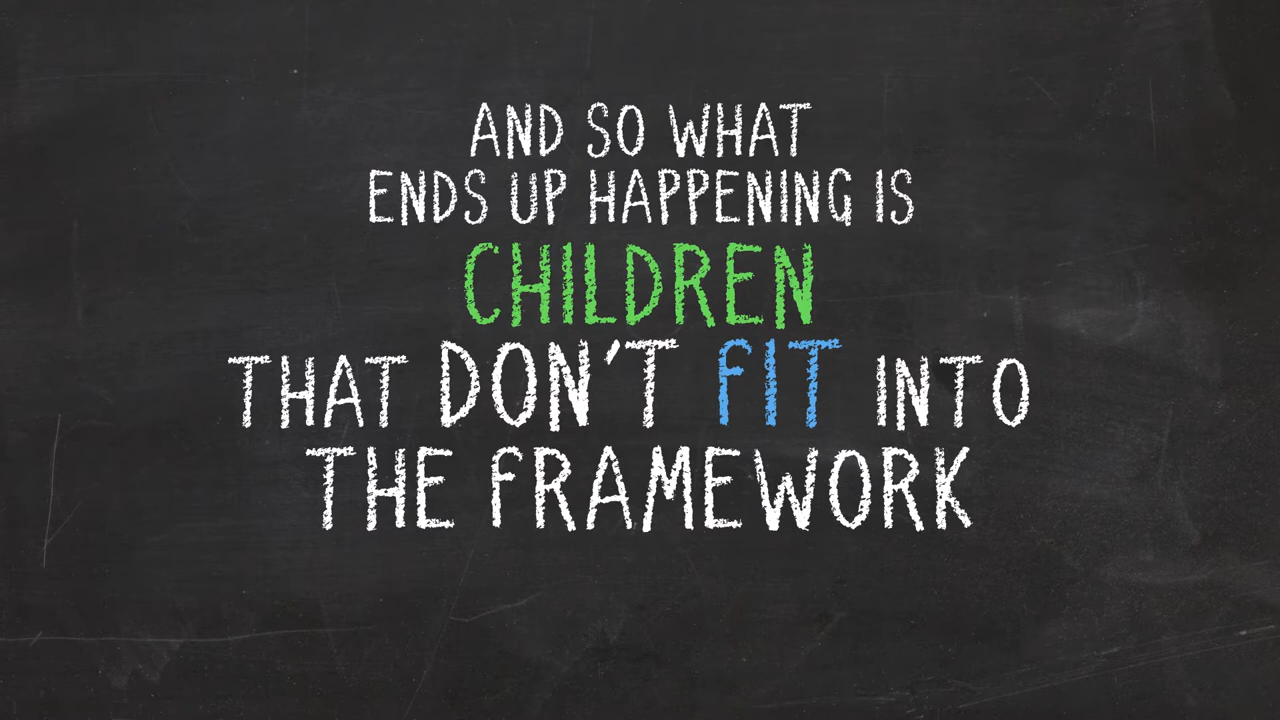 AND SO WHAT
ENDS UP HAPPENING IS
CHILDREN
THAT DON'T FIT INTO
THE FRAMEWORK